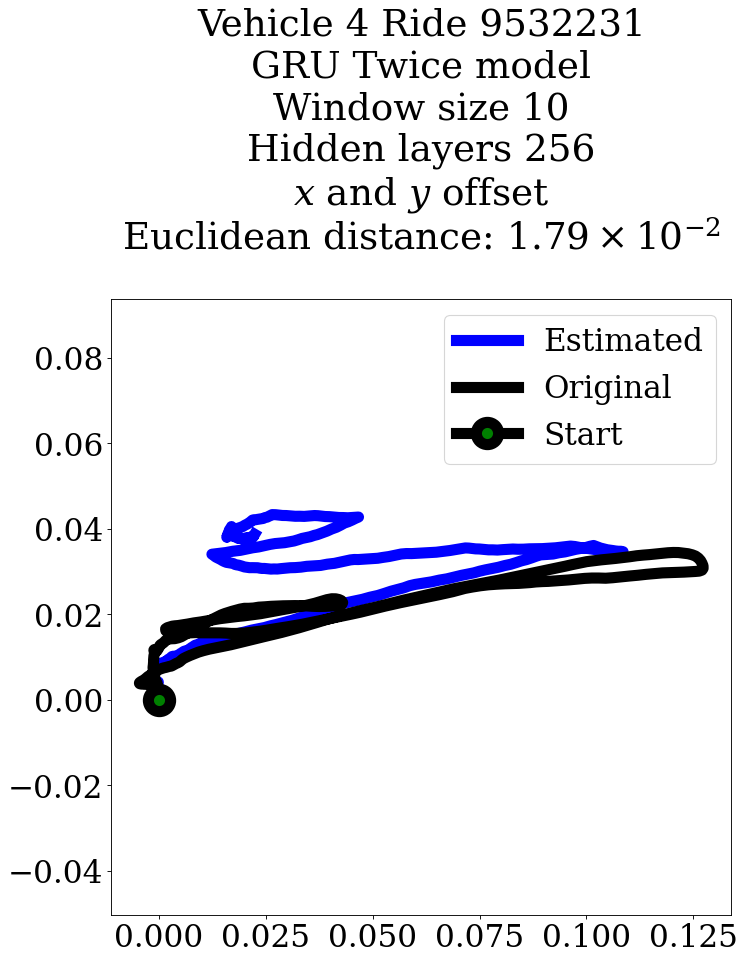 Vehicle 4 Ride 9532231
GRU Twice model
Window size 10
Hidden layers 256
x and y offset
Euclidean distance: 1.79 × 10⁻²
Estimated
Original
Start
0.08
0.06
0.04
0.02
0.00
−0.02
−0.04
0.000 0.025 0.050 0.075 0.100 0.125